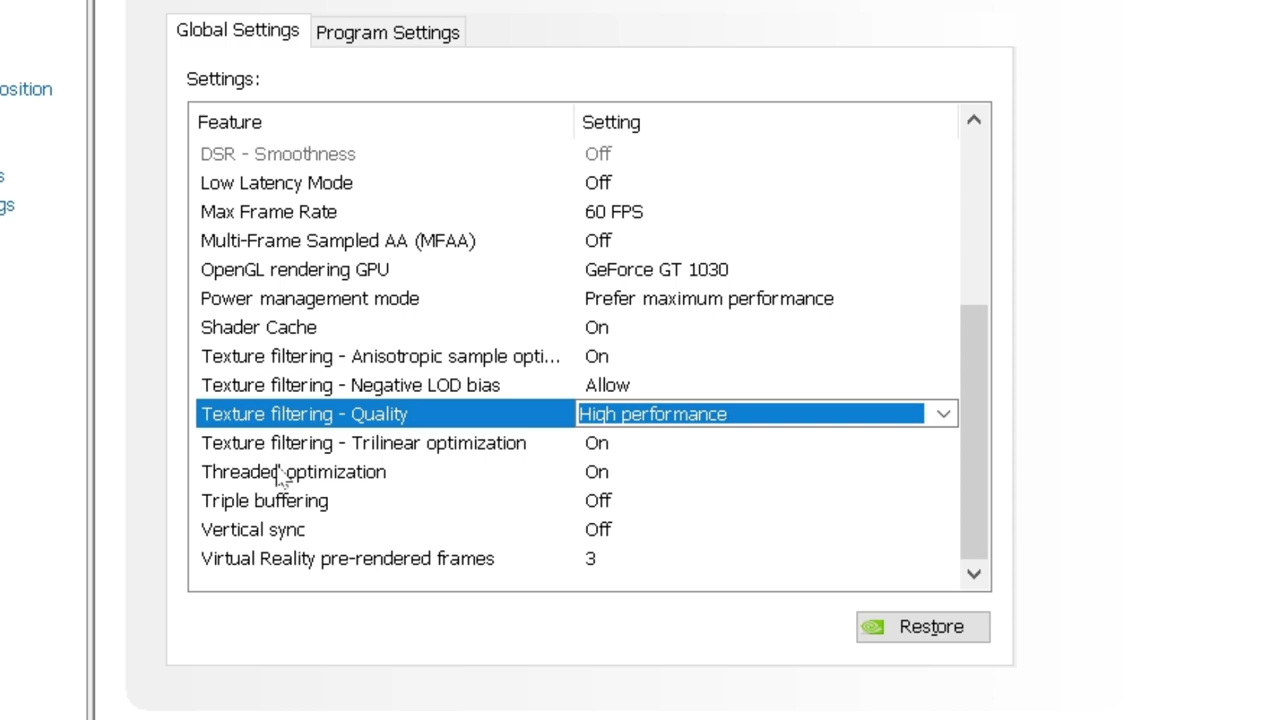 Global Settings Program Settings
Settings:
osition
s
gs
Feature Setting
DSR - Smoothness Off
Low Latency Mode Off
Max Frame Rate 60 FPS
Multi-Frame Sampled AA (MFAA) Off
OpenGL rendering GPU GeForce GT 1030
Power management mode Prefer maximum performance
Shader Cache On
Texture filtering - Anisotropic sample opti... On
Texture filtering - Negative LOD bias Allow
Texture filtering - Quality High performance
Texture filtering - Trilinear optimization On
Threaded optimization On
Triple buffering Off
Vertical sync Off
Virtual Reality pre-rendered frames 3
Restore